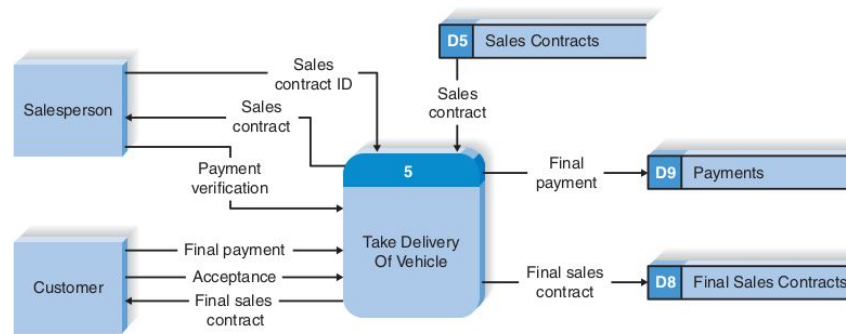 D5 Sales Contracts
Sales
contract ID
Sales
contract
Salesperson
Sales
contract
Payment
verification
5
Final
payment
D9 Payments
Take Delivery
Of Vehicle
Final payment
Acceptance
Final sales
contract
Customer
Final sales
contract
D8 Final Sales Contracts